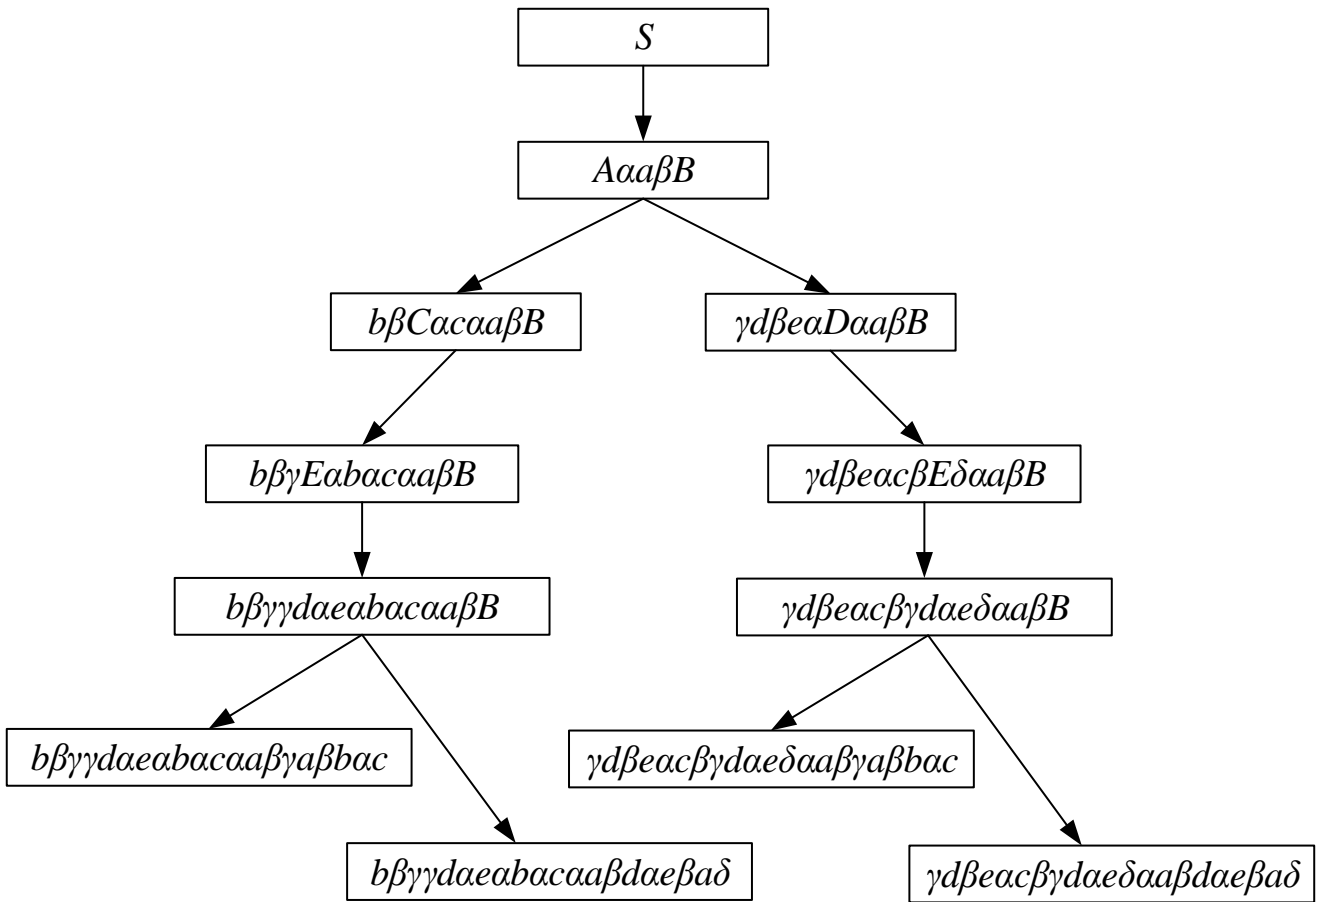 S
AαaβB
bβCαcαaβB
γdβeαDαaβB
bβγEαbαcαaβB
γdβeαcβEδαaβB
bβγγdαeαbαcαaβB
γdβeαcβγdαeδαaβB
bβγγdαeαbαcαaβγaβbαc
γdβeαcβγdαeδαaβγaβbαc
bβγγdαeαbαcαaβdαeβaδ
γdβeαcβγdαeδαaβdαeβaδ